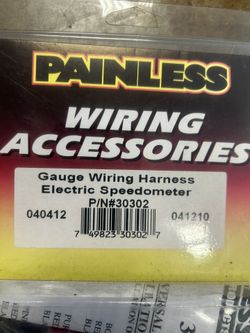 PAINLESS
WIRING
ACCESSORIES
Gauge Wiring Harness
Electric Speedometer
P/N#30302
040412 041210
7 49823 30302 7